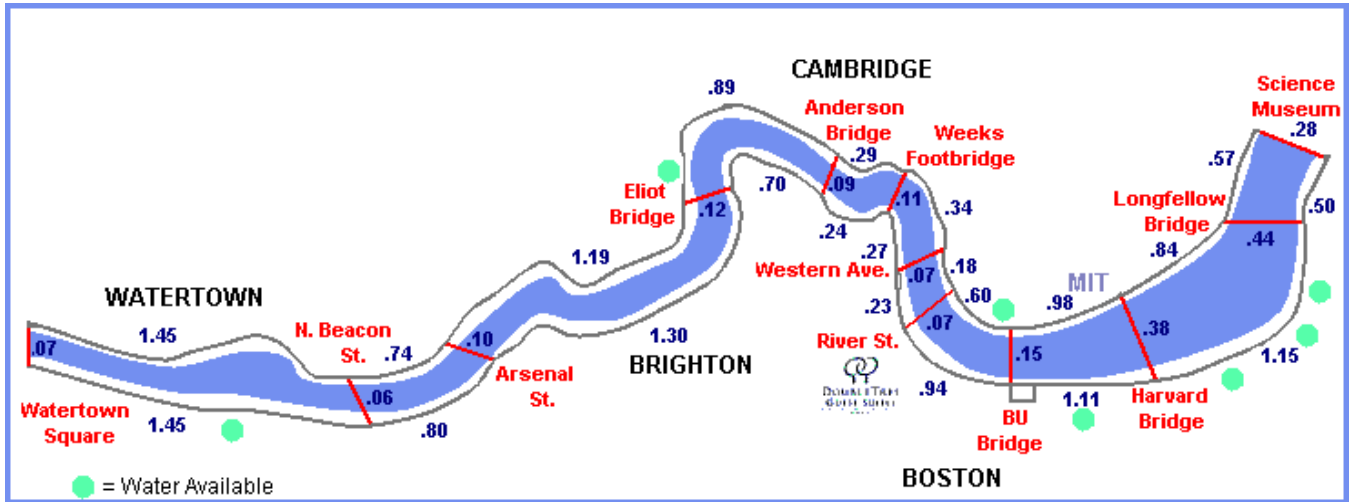 CAMBRIDGE
.89
Anderson
Bridge
.29
Weeks
Footbridge
Science
Museum
.28
.57
.50
Eliot
Bridge
.12
.70
.09
.11
.34
.24
Longfellow
Bridge
.44
.84
1.19
.27
Western Ave.
.07
.18
.60
MIT
.98
.38
WATERTOWN
1.45
.07
N. Beacon
St.
.74
.10
1.30
BRIGHTON
.23
River St.
.07
.15
1.15
DOUBLETREE
GUEST SUITES
.94
Arsenal
St.
.06
.80
Watertown
Square
1.45
1.11
BU
Bridge
Harvard
Bridge
BOSTON
= Water Available